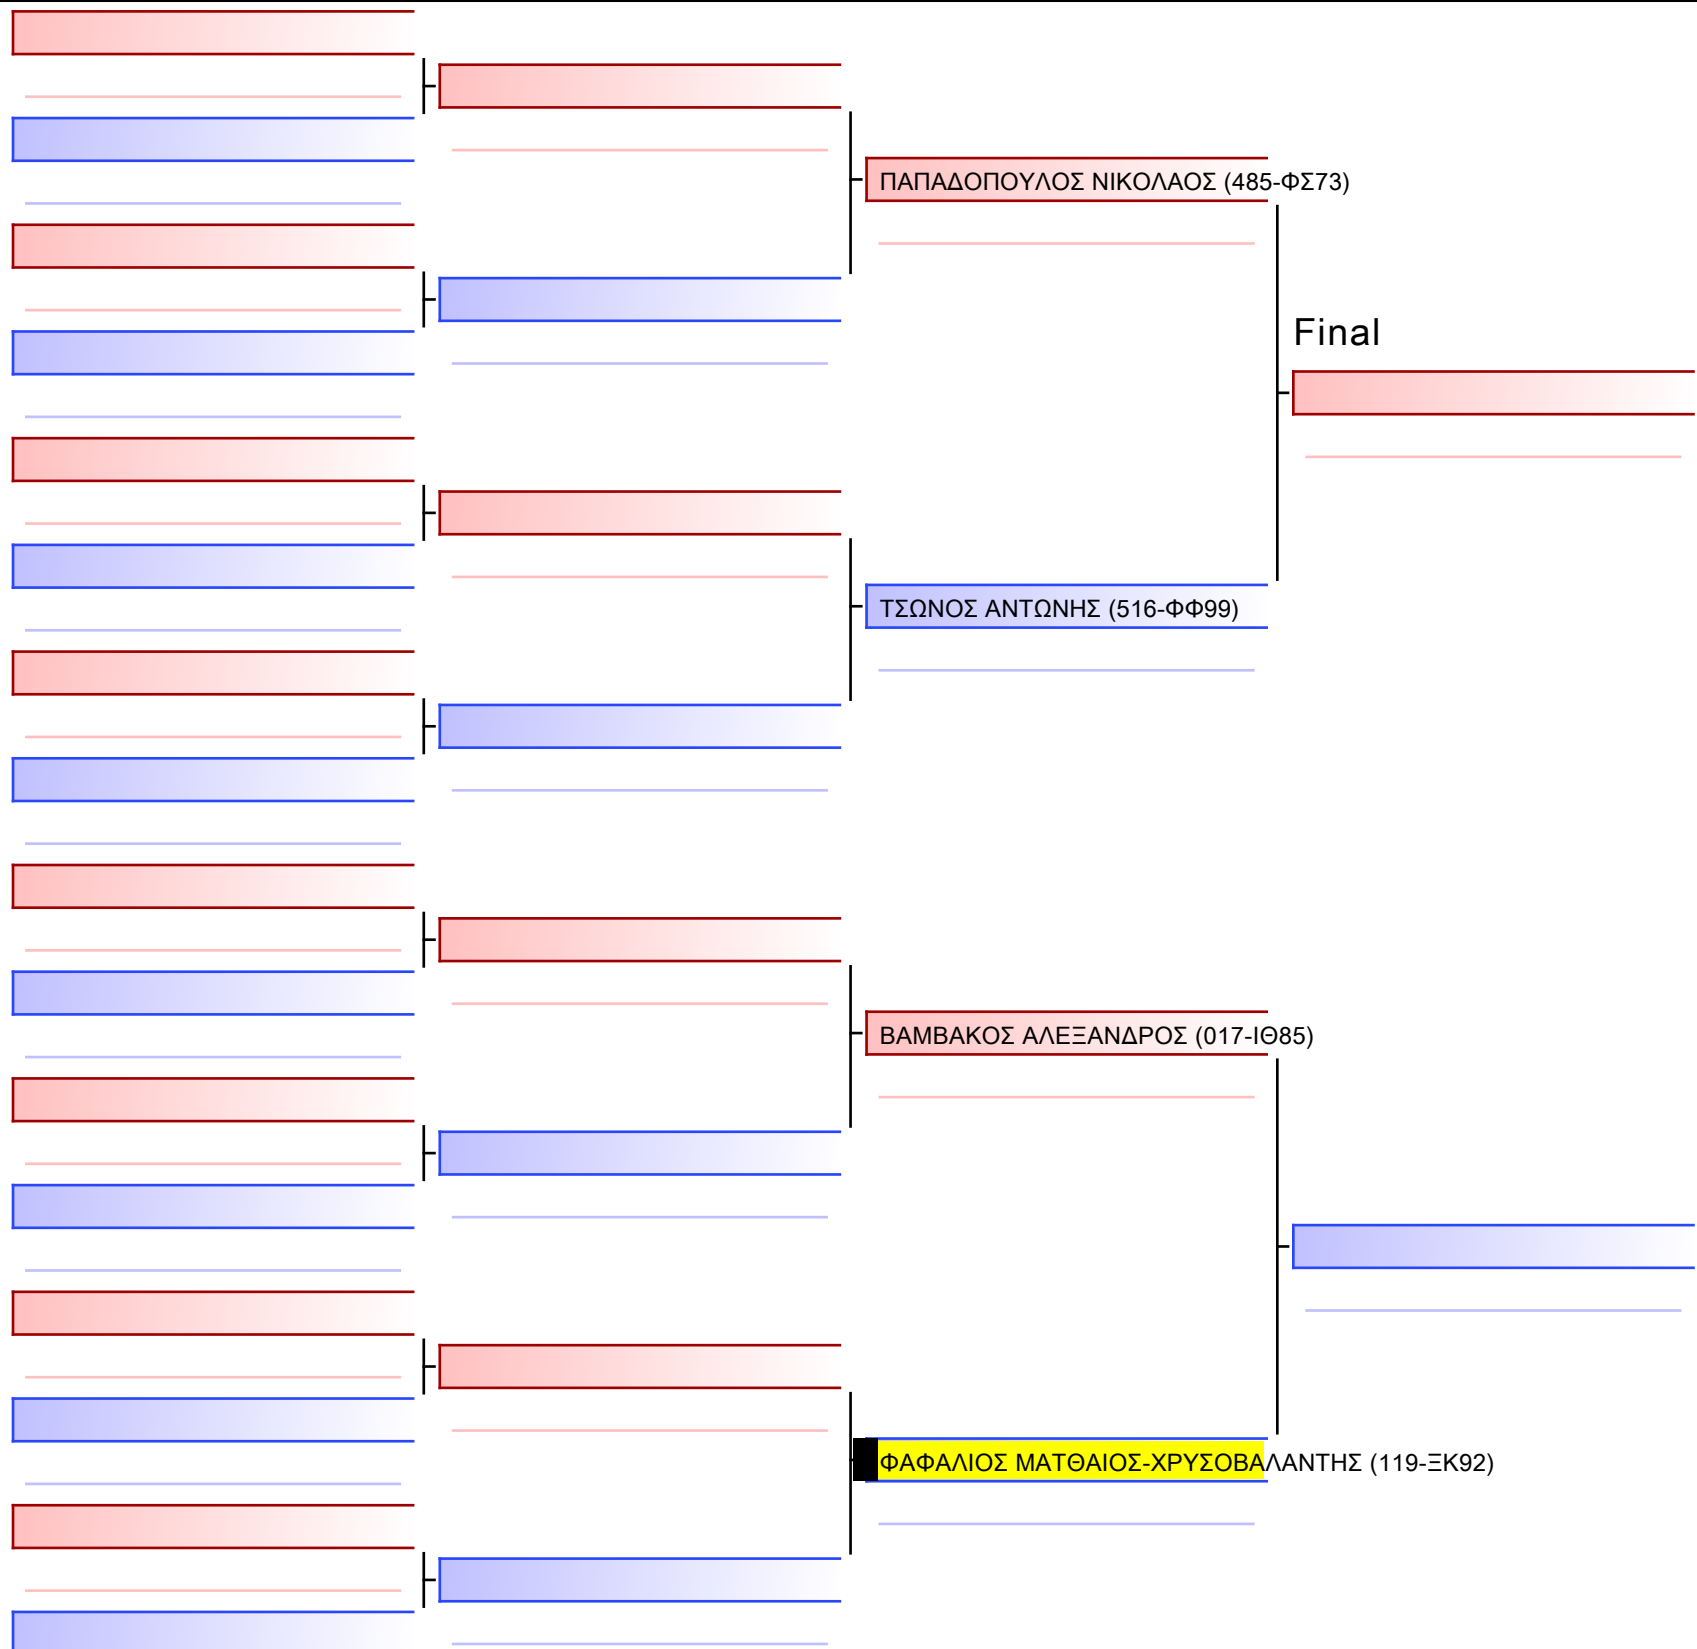 ΠΑΠΑΔΟΠΟΥΛΟΣ ΝΙΚΟΛΑΟΣ (485-ΦΣ73)
Final
ΤΣΩΝΟΣ ΑΝΤΩΝΗΣ (516-ΦΦ99)
ΒΑΜΒΑΚΟΣ ΑΛΕΞΑΝΔΡΟΣ (017-ΙΘ85)
ΦΑΦΑΛΙΟΣ ΜΑΤΘΑΙΟΣ-ΧΡΥΣΟΒΑΛΑΝΤΗΣ (119-ΞΚ92)